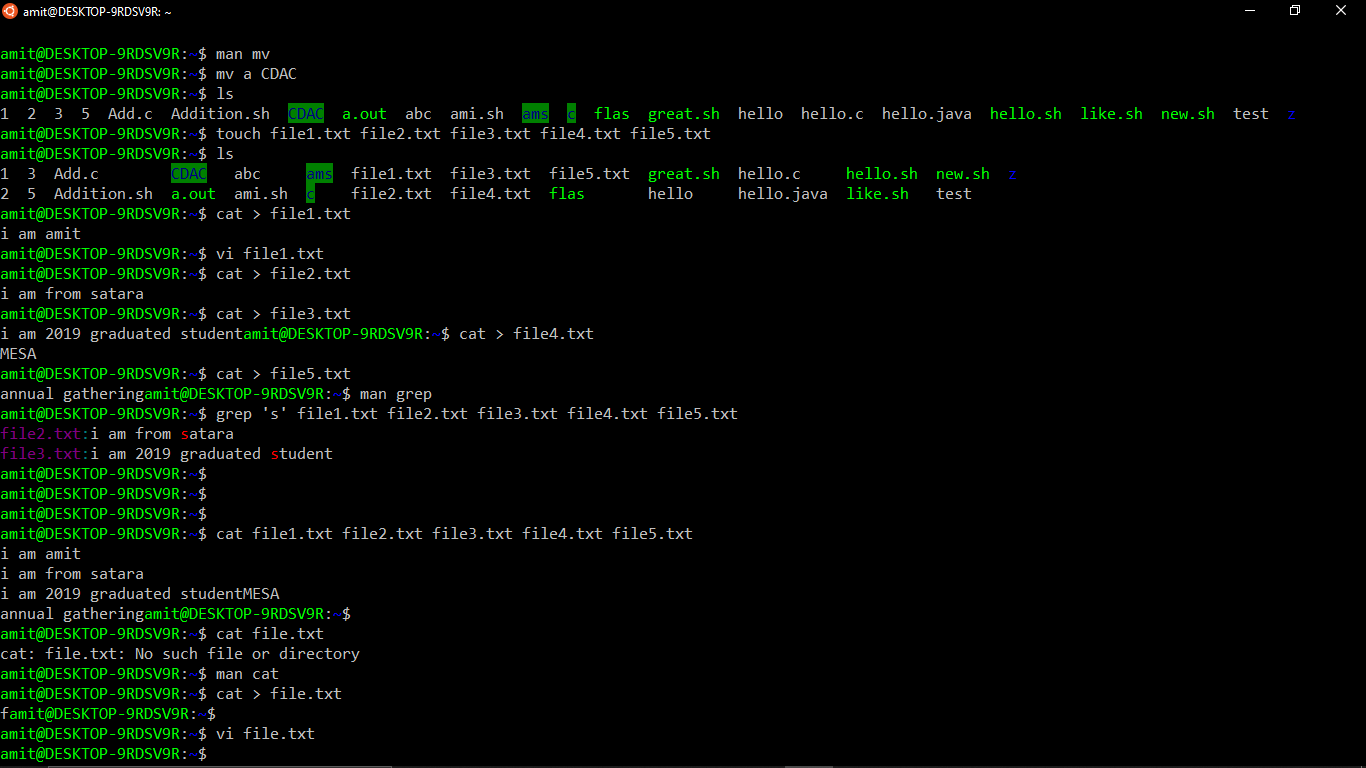 amit@DESKTOP-9RDSV9R: ~
amit@DESKTOP-9RDSV9R:~$ man mv
amit@DESKTOP-9RDSV9R:~$ mv a CDAC
amit@DESKTOP-9RDSV9R:~$ ls
1 2 3 5 Add.c Addition.sh CDAC a.out abc ami.sh ams c flas great.sh hello hello.c hello.java hello.sh like.sh new.sh test z
amit@DESKTOP-9RDSV9R:~$ touch file1.txt file2.txt file3.txt file4.txt file5.txt
amit@DESKTOP-9RDSV9R:~$ ls
1 3 Add.c CDAC abc ams file1.txt file3.txt file5.txt great.sh hello.c hello.sh new.sh z
2 5 Addition.sh a.out ami.sh c file2.txt file4.txt flas hello hello.java like.sh test
amit@DESKTOP-9RDSV9R:~$ cat > file1.txt
i am amit
amit@DESKTOP-9RDSV9R:~$ vi file1.txt
amit@DESKTOP-9RDSV9R:~$ cat > file2.txt
i am from satara
amit@DESKTOP-9RDSV9R:~$ cat > file3.txt
i am 2019 graduated studentamit@DESKTOP-9RDSV9R:~$ cat > file4.txt
MESA
amit@DESKTOP-9RDSV9R:~$ cat > file5.txt
annual gatheringamit@DESKTOP-9RDSV9R:~$ man grep
amit@DESKTOP-9RDSV9R:~$ grep 's' file1.txt file2.txt file3.txt file4.txt file5.txt
file2.txt:i am from satara
file3.txt:i am 2019 graduated student
amit@DESKTOP-9RDSV9R:~$
amit@DESKTOP-9RDSV9R:~$
amit@DESKTOP-9RDSV9R:~$
amit@DESKTOP-9RDSV9R:~$ cat file1.txt file2.txt file3.txt file4.txt file5.txt
i am amit
i am from satara
i am 2019 graduated studentMESA
annual gatheringamit@DESKTOP-9RDSV9R:~$
amit@DESKTOP-9RDSV9R:~$ cat file.txt
cat: file.txt: No such file or directory
amit@DESKTOP-9RDSV9R:~$ man cat
amit@DESKTOP-9RDSV9R:~$ cat > file.txt
famit@DESKTOP-9RDSV9R:~$
amit@DESKTOP-9RDSV9R:~$ vi file.txt
amit@DESKTOP-9RDSV9R:~$